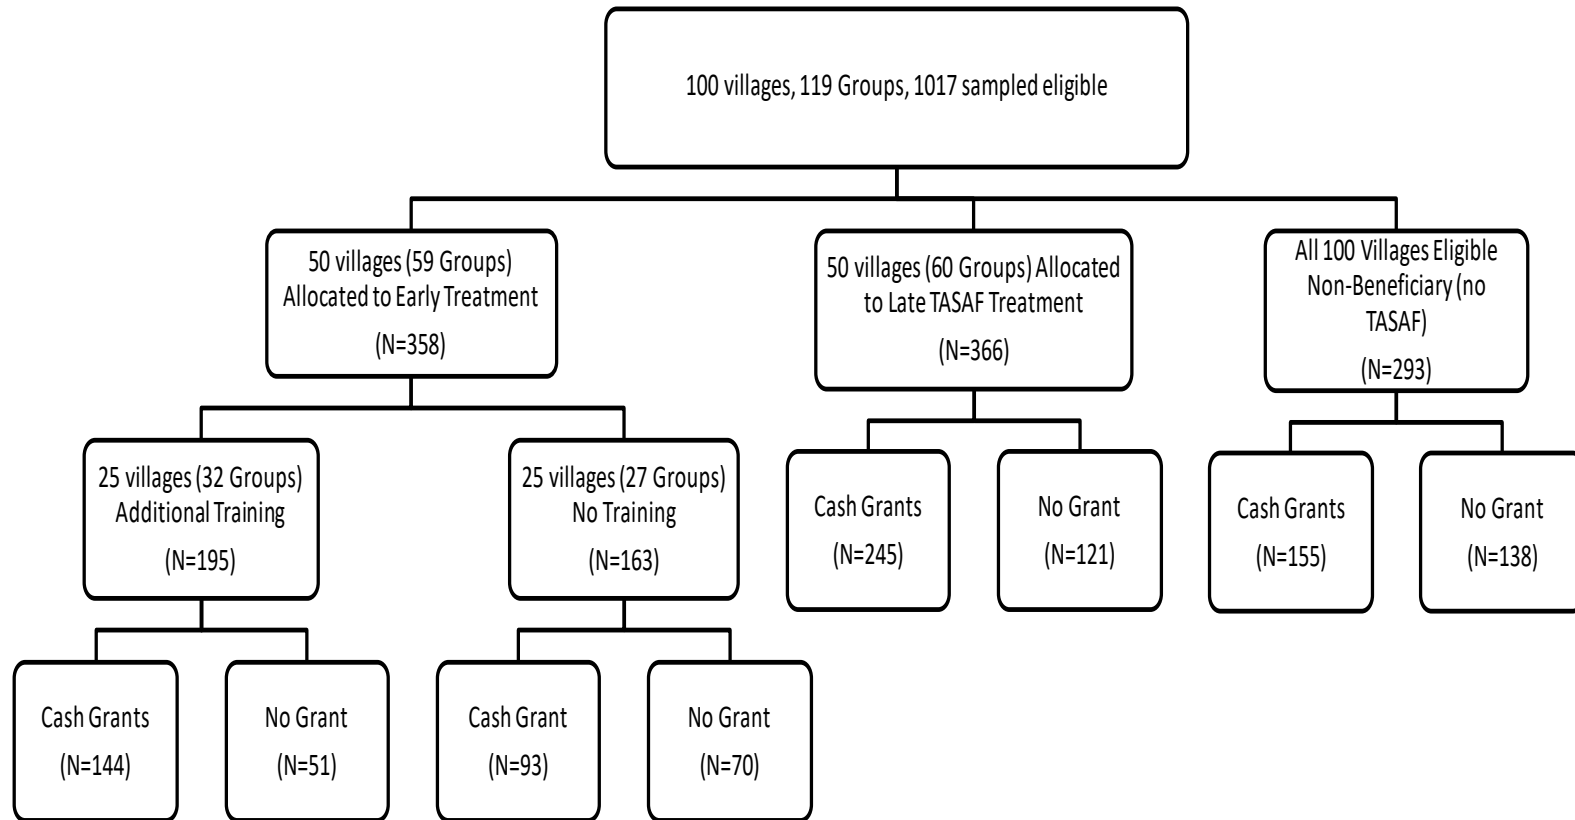 100 villages, 119 Groups, 1017 sampled eligible
50 villages (59 Groups)
Allocated to Early Treatment
(N=358)
50 villages (60 Groups) Allocated
to Late TASAF Treatment
(N=366)
All 100 Villages Eligible
Non-Beneficiary (no
TASAF)
(N=293)
25 villages (32 Groups)
Additional Training
(N=195)
25 villages (27 Groups)
No Training
(N=163)
Cash Grants
(N=245)
No Grant
(N=121)
Cash Grants
(N=155)
No Grant
(N=138)
Cash Grants
(N=144)
No Grant
(N=51)
Cash Grant
(N=93)
No Grant
(N=70)